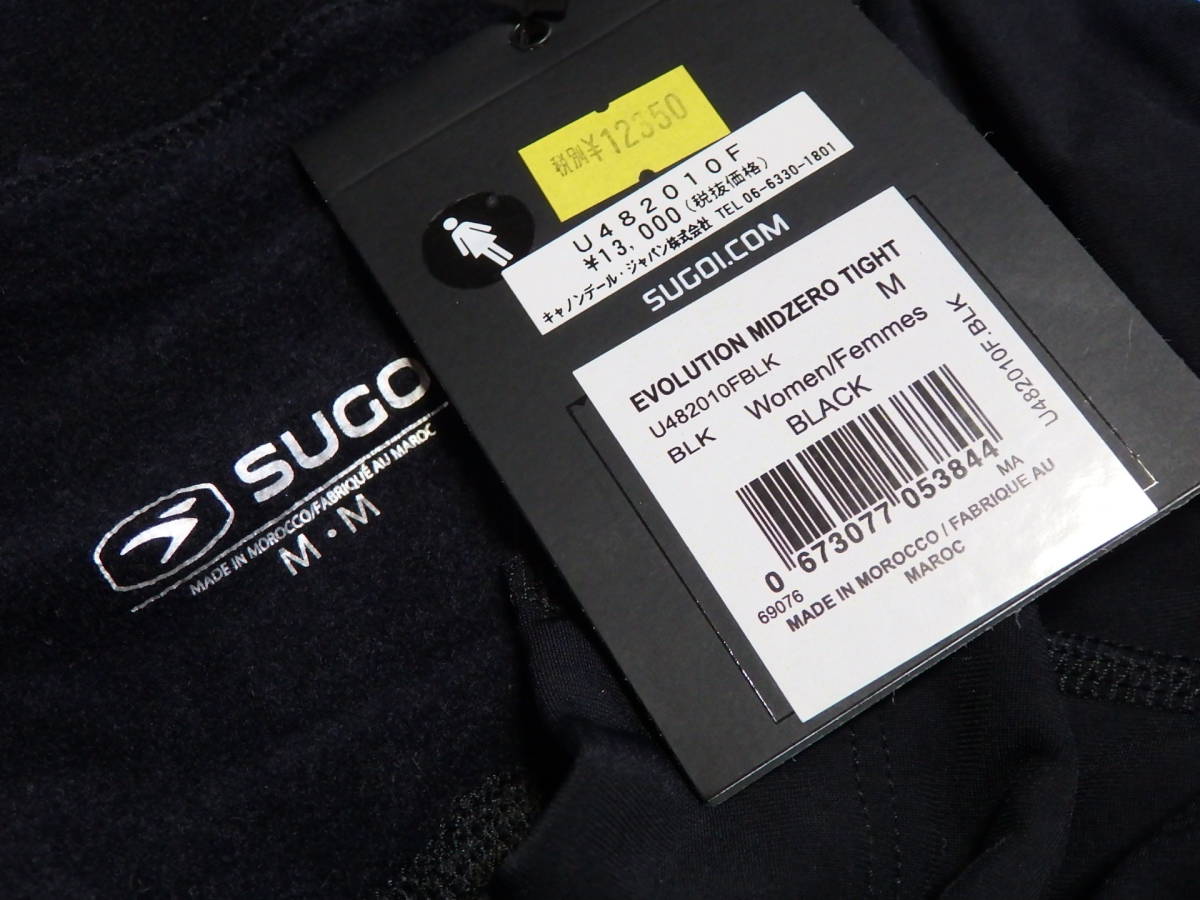 税別¥12350
U482010F
¥13,000(税抜価格)
キャノンデール・ジャパン株式会社 TEL 06-6330-1801
SUGOI.COM
EVOLUTION MIDZERO TIGHT
U482010FBLK
M
BLK
Women/Femmes
BLACK
U482010F.BLK
0 673077 053844
69076
MA
MADE IN MOROCCO / FABRIQUE AU
MAROC
SUGO
MADE IN MOROCCO/FABRIQUÉ AU MAROC
M・M